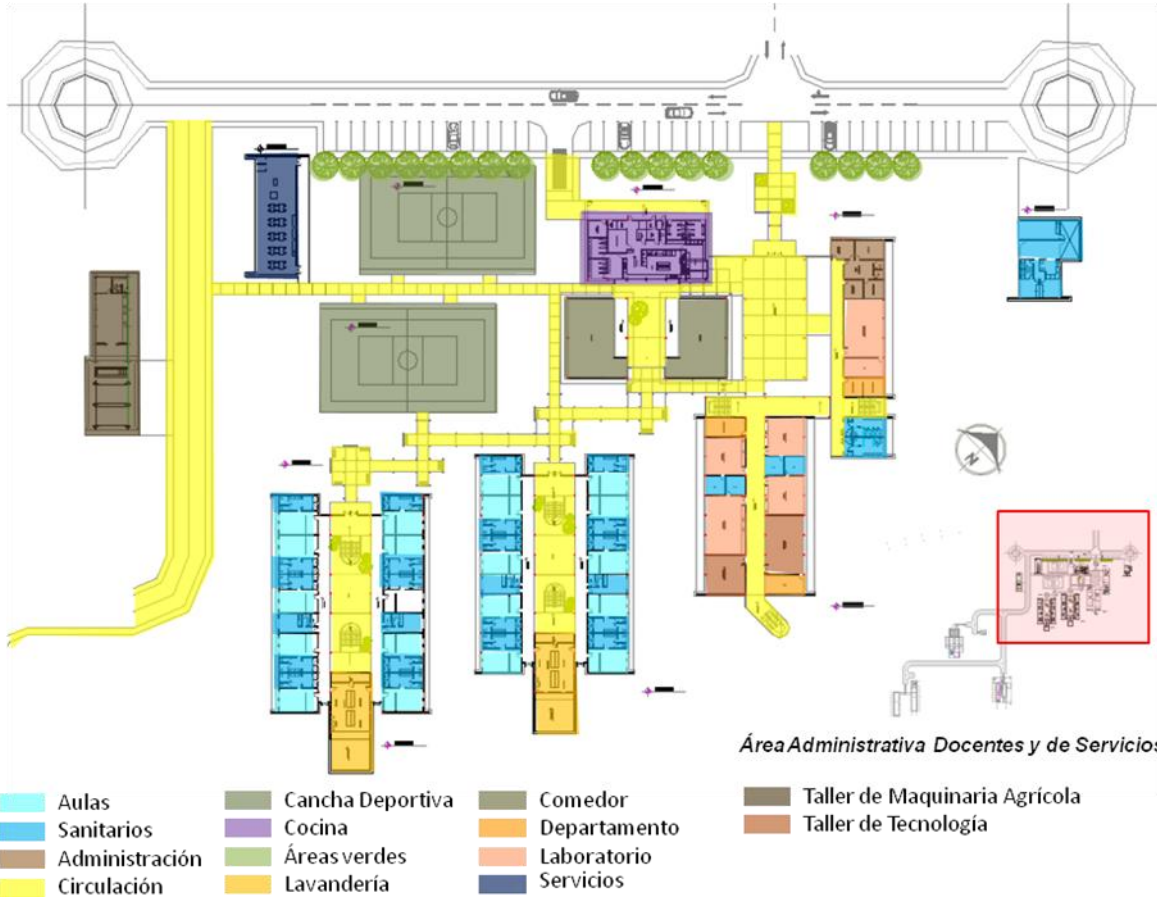 N
Área Administrativa Docentes y de Servicios
Aulas
Sanitarios
Administración
Circulación
Cancha Deportiva
Cocina
Áreas verdes
Lavandería
Comedor
Departamento
Laboratorio
Servicios
Taller de Maquinaria Agrícola
Taller de Tecnología